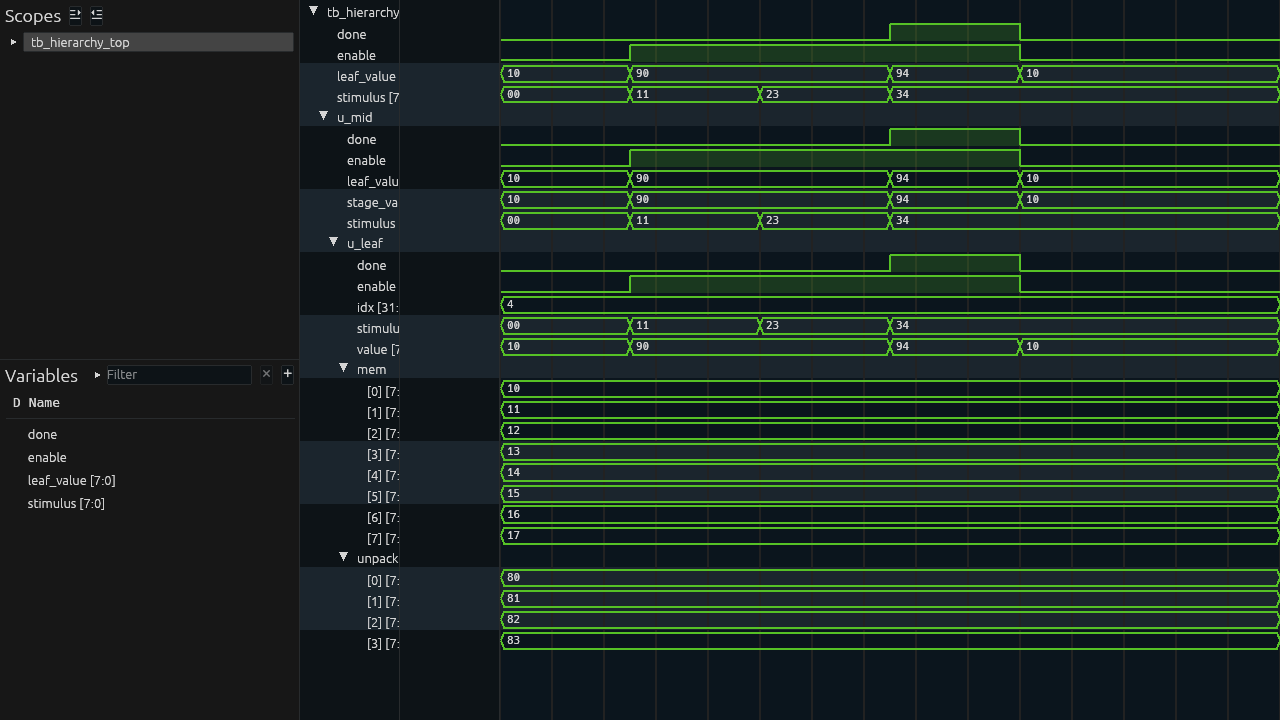 Scopes
tb_hierarchy_top
Variables
Filter
D Name
done
enable
leaf_value [7:0]
stimulus [7:0]
tb_hierarchy
done
enable
leaf_value 10 90 94 10
stimulus [7 00 11 23 34
u_mid
done
enable
leaf_valu 10 90 94 10
stage_va 10 90 94 10
stimulus 00 11 23 34
u_leaf
done
enable
idx [31: 4
stimulu 00 11 23 34
value [7 10 90 94 10
mem
[0] [7: 10
[1] [7: 11
[2] [7: 12
[3] [7: 13
[4] [7: 14
[5] [7: 15
[6] [7: 16
[7] [7: 17
unpack
[0] [7: 80
[1] [7: 81
[2] [7: 82
[3] [7: 83